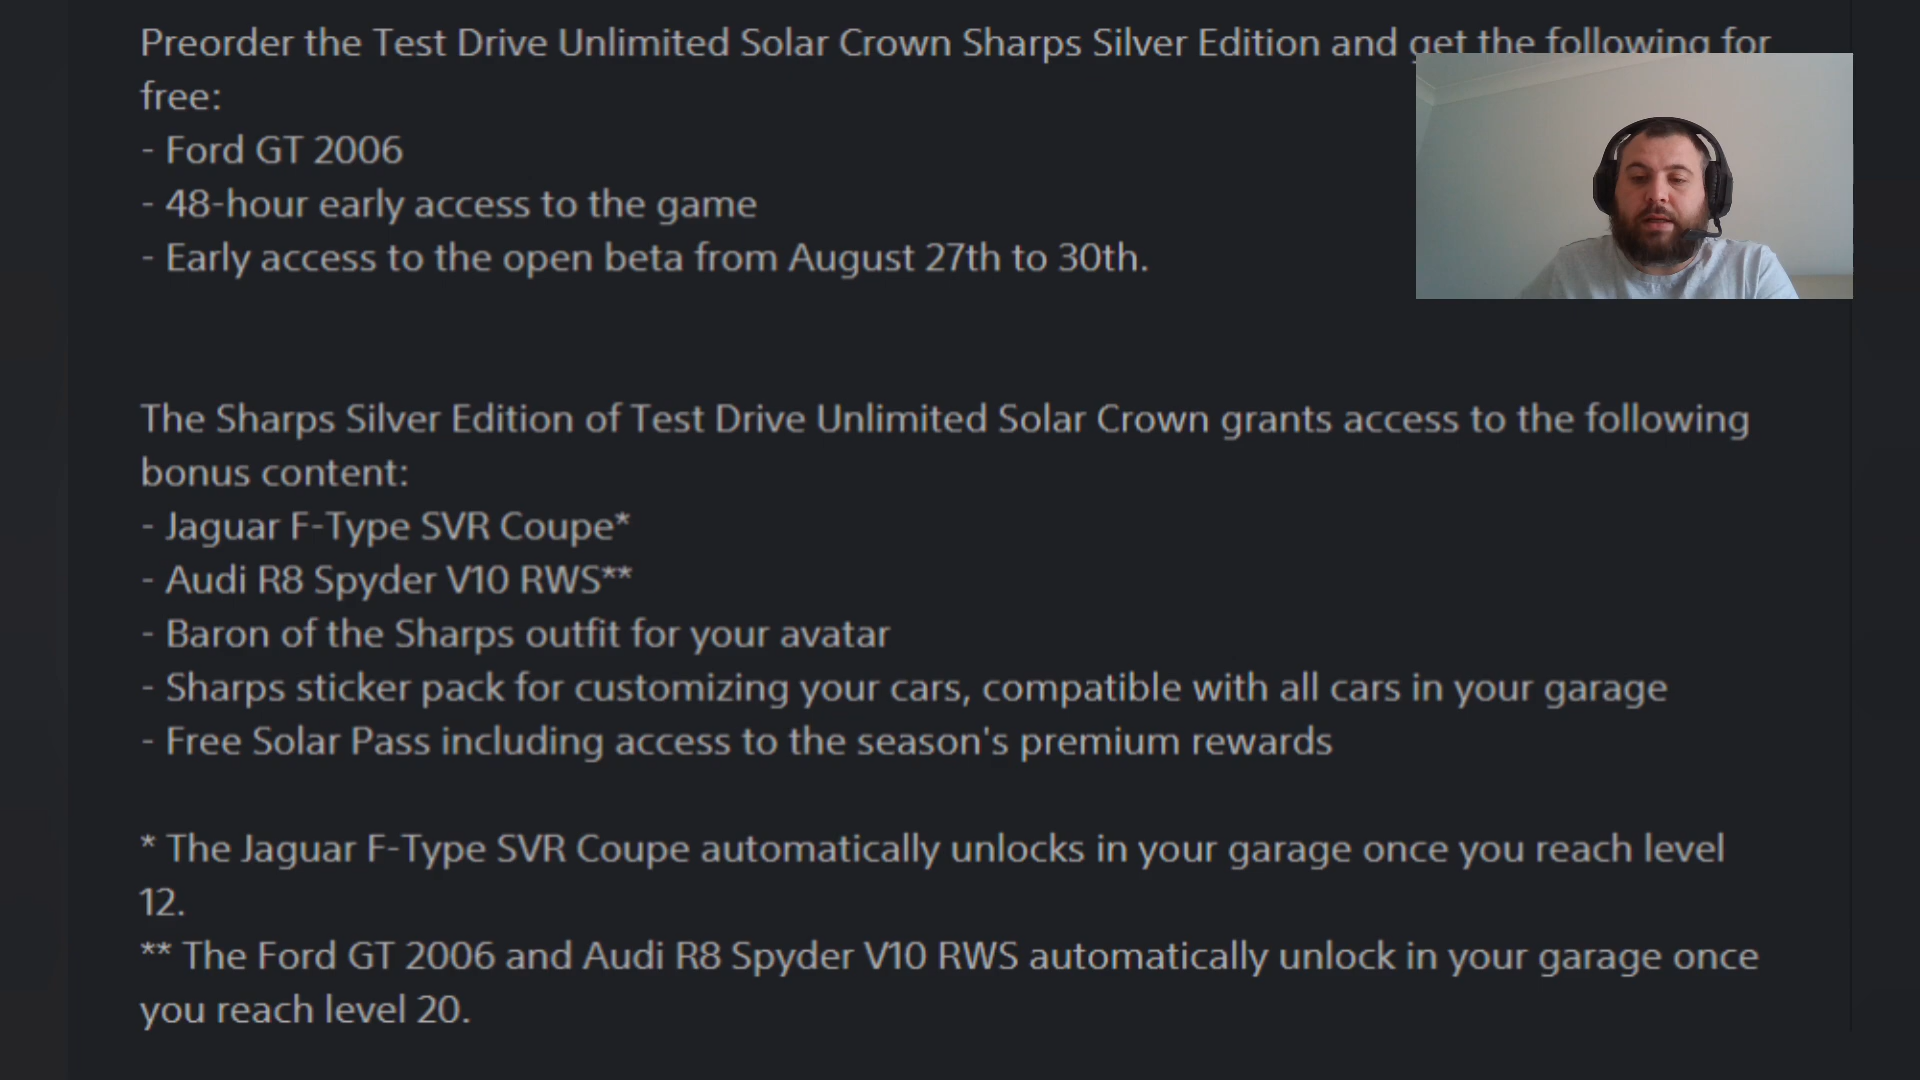 Preorder the Test Drive Unlimited Solar Crown Sharps Silver Edition and get the following for
free:
- Ford GT 2006
- 48-hour early access to the game
- Early access to the open beta from August 27th to 30th.
The Sharps Silver Edition of Test Drive Unlimited Solar Crown grants access to the following
bonus content:
- Jaguar F-Type SVR Coupe*
- Audi R8 Spyder V10 RWS**
- Baron of the Sharps outfit for your avatar
- Sharps sticker pack for customizing your cars, compatible with all cars in your garage
- Free Solar Pass including access to the season's premium rewards
* The Jaguar F-Type SVR Coupe automatically unlocks in your garage once you reach level
12.
** The Ford GT 2006 and Audi R8 Spyder V10 RWS automatically unlock in your garage once
you reach level 20.